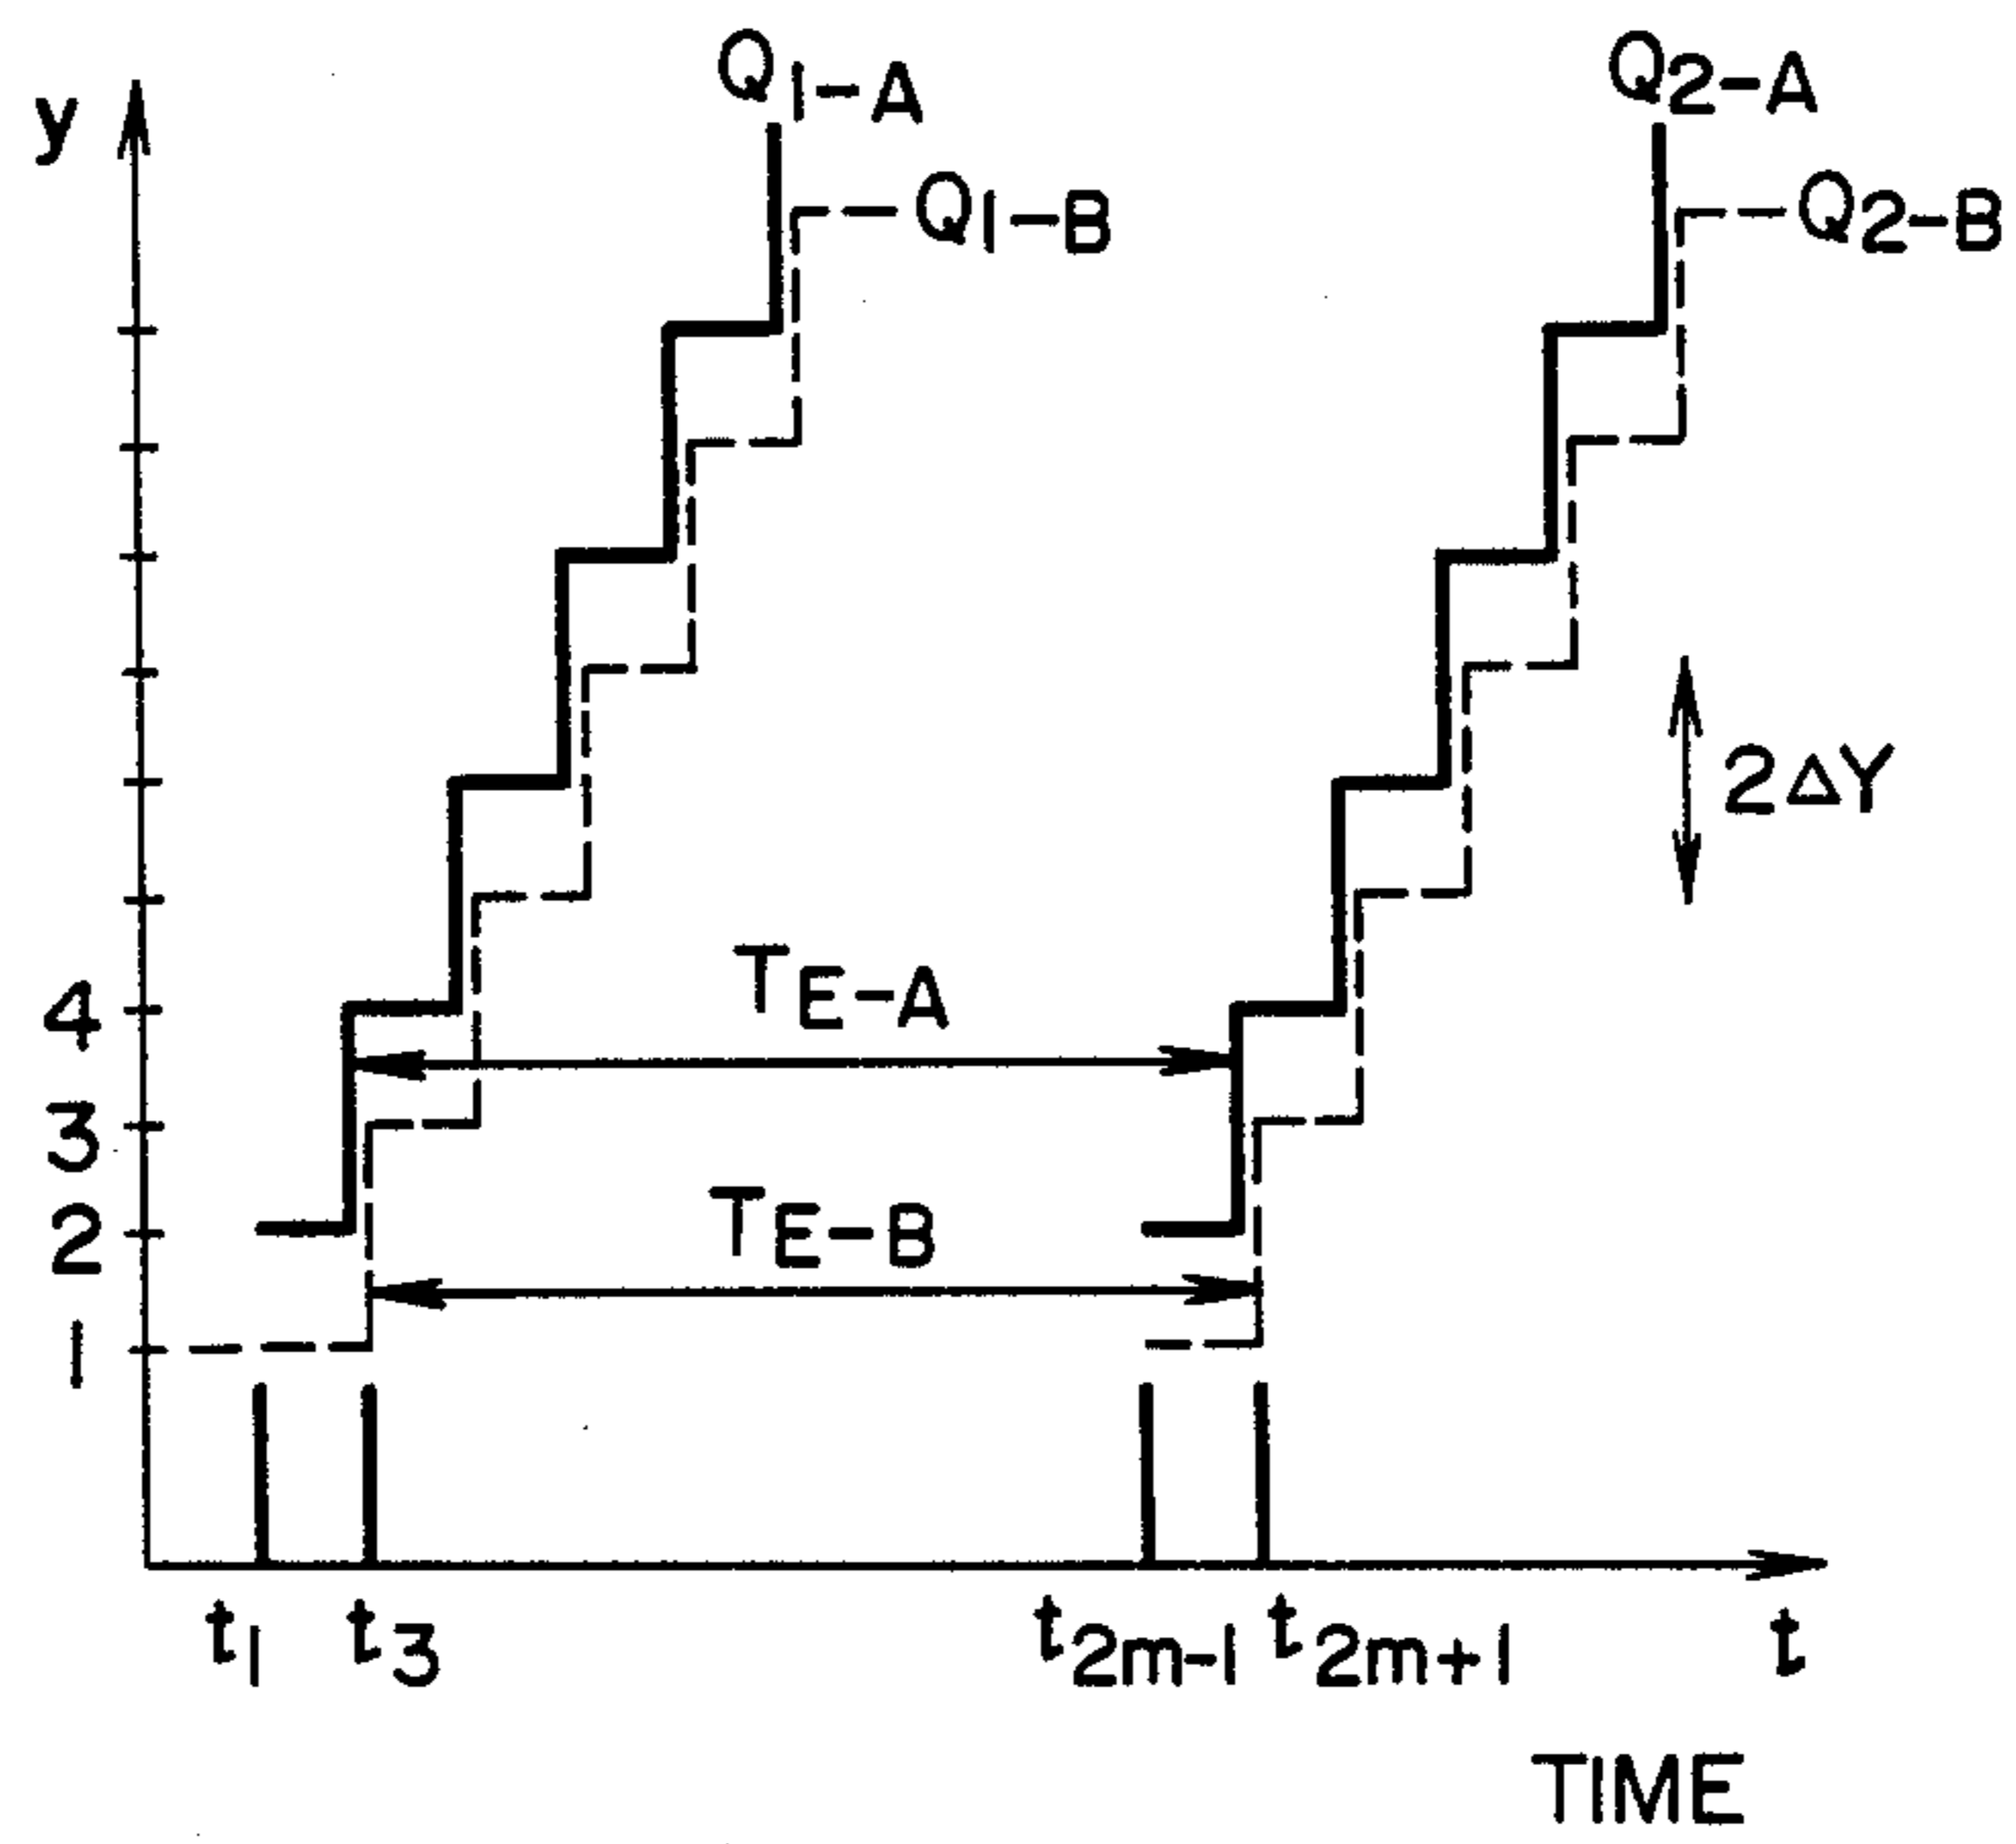 y
Q1-A
Q2-A
Q1-B
Q2-B
2ΔY
TE-A
4
3
TE-B
2
1
t1 t3 t2m-1 t2m+1 t
TIME